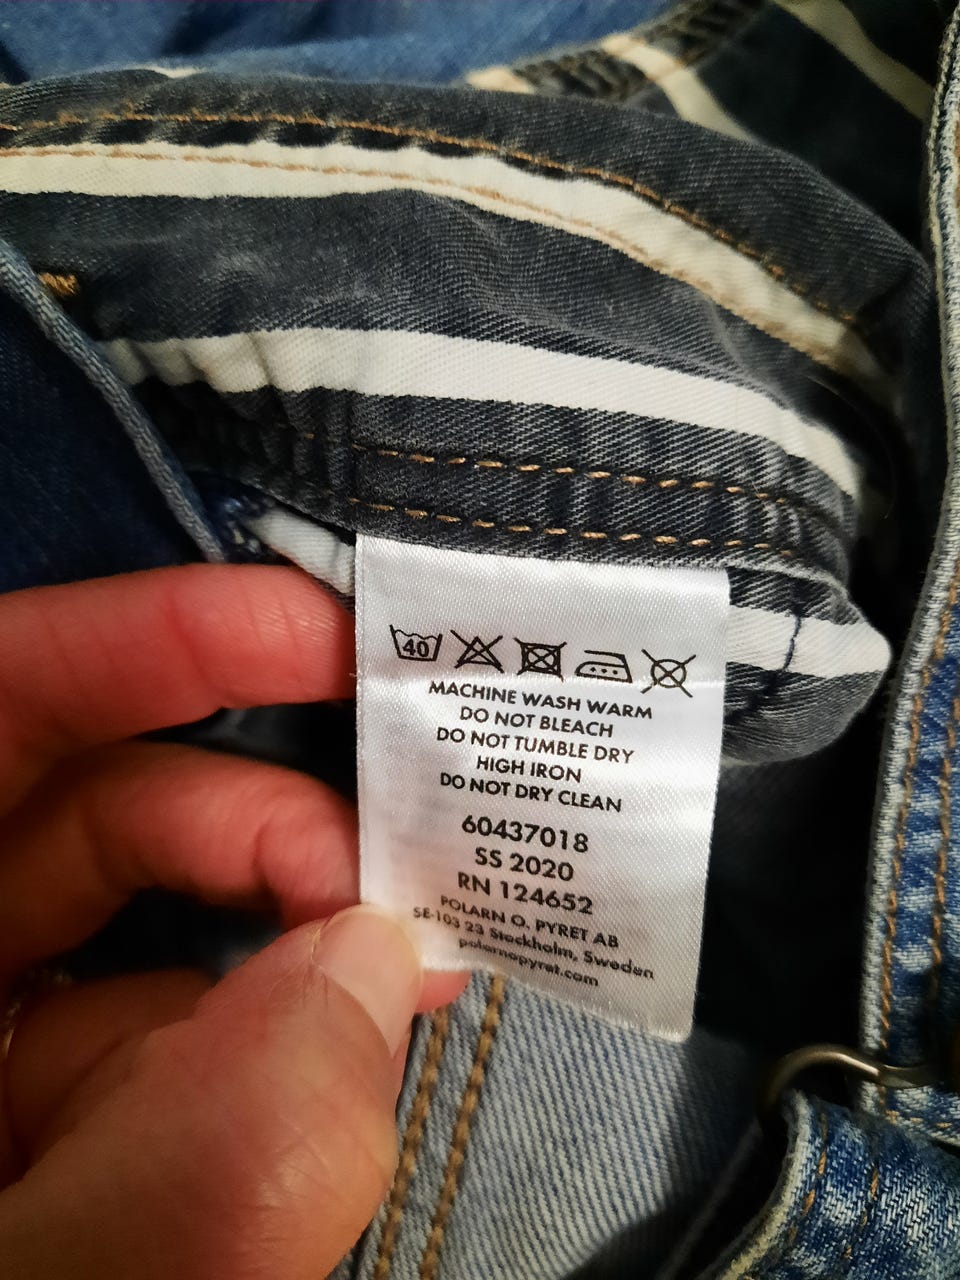 40
MACHINE WASH WARM
DO NOT BLEACH
DO NOT TUMBLE DRY
HIGH IRON
DO NOT DRY CLEAN
60437018
SS 2020
RN 124652
POLARN O. PYRET AB
SE-103 23 Stockholm, Sweden
polarnopyret.com